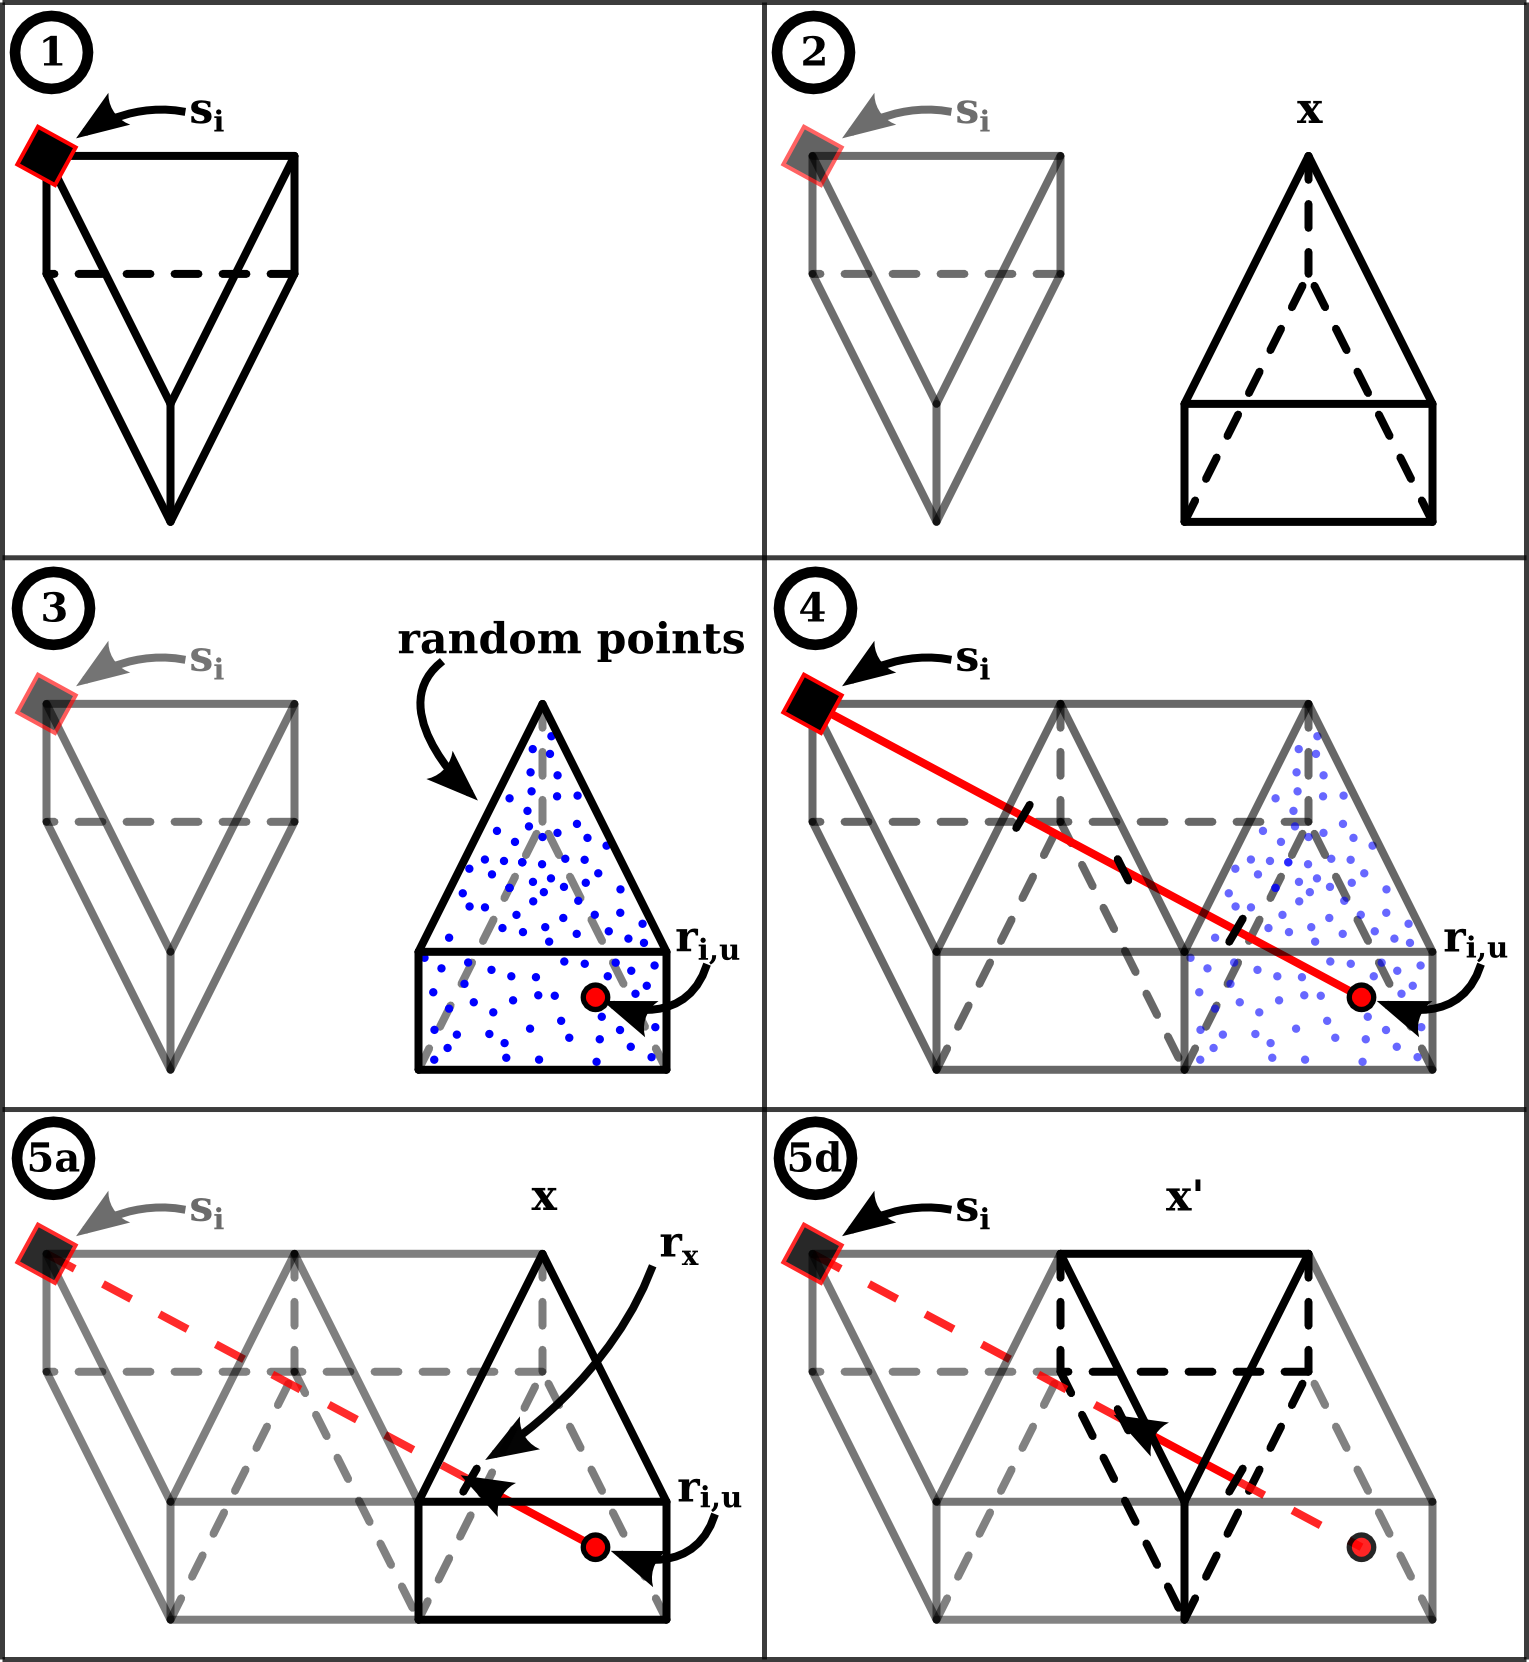 1
s_i
2
s_i
x
3
s_i
random points
r_i,u
4
s_i
r_i,u
5a
s_i
x
r_x
r_i,u
5d
s_i
x'